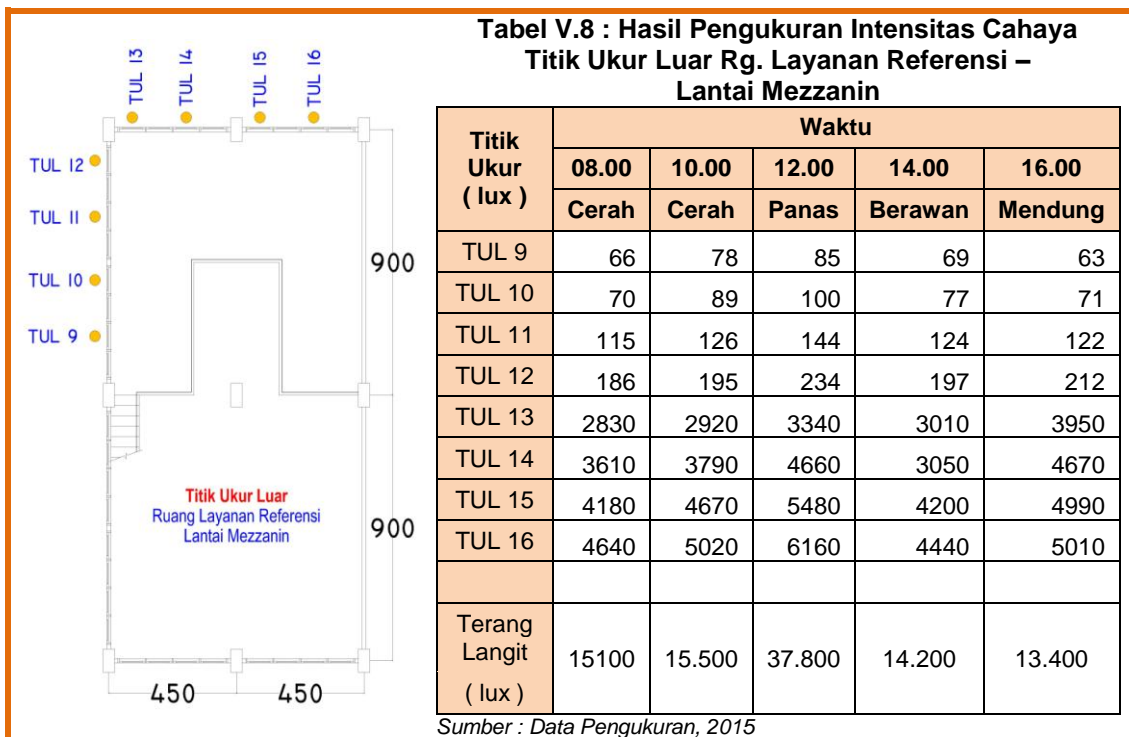 TUL 13
TUL 14
TUL 15
TUL 16
TUL 12
TUL 11
TUL 10
TUL 9
900
900
450
450
Titik Ukur Luar
Ruang Layanan Referensi
Lantai Mezzanin
Tabel V.8 : Hasil Pengukuran Intensitas Cahaya
Titik Ukur Luar Rg. Layanan Referensi –
Lantai Mezzanin
Titik Ukur ( lux ) Waktu
08.00 10.00 12.00 14.00 16.00
Cerah Cerah Panas Berawan Mendung
TUL 9 66 78 85 69 63
TUL 10 70 89 100 77 71
TUL 11 115 126 144 124 122
TUL 12 186 195 234 197 212
TUL 13 2830 2920 3340 3010 3950
TUL 14 3610 3790 4660 3050 4670
TUL 15 4180 4670 5480 4200 4990
TUL 16 4640 5020 6160 4440 5010
Terang Langit ( lux ) 15100 15.500 37.800 14.200 13.400
Sumber : Data Pengukuran, 2015